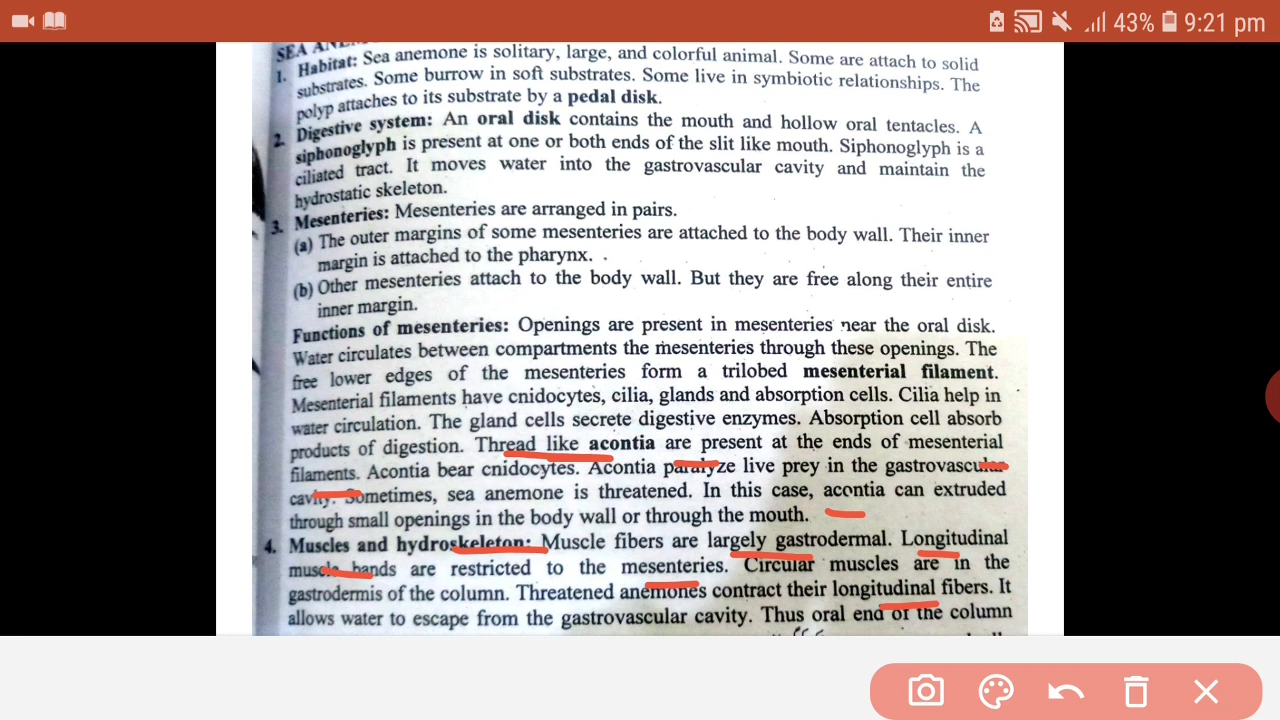 43% 9:21 pm
SEA
1. Habitat: Sea anemone is solitary, large, and colorful animal. Some are attach to solid
substrates. Some burrow in soft substrates. Some live in symbiotic relationships. The
polyp attaches to its substrate by a pedal disk.
2. Digestive system: An oral disk contains the mouth and hollow oral tentacles. A
siphonoglyph is present at one or both ends of the slit like mouth. Siphonoglyph is a
ciliated tract. It moves water into the gastrovascular cavity and maintain the
hydrostatic skeleton.
3. Mesenteries: Mesenteries are arranged in pairs.
(a) The outer margins of some mesenteries are attached to the body wall. Their inner
margin is attached to the pharynx.
(b) Other mesenteries attach to the body wall. But they are free along their entire
inner margin.
Functions of mesenteries: Openings are present in mesenteries near the oral disk.
Water circulates between compartments the mesenteries through these openings. The
free lower edges of the mesenteries form a trilobed mesenterial filament.
Mesenterial filaments have cnidocytes, cilia, glands and absorption cells. Cilia help in
water circulation. The gland cells secrete digestive enzymes. Absorption cell absorb
products of digestion. Thread like acontia are present at the ends of mesenterial
filaments. Acontia bear cnidocytes. Acontia paralyze live prey in the gastrovascular
cavity. Sometimes, sea anemone is threatened. In this case, acontia can extruded
through small openings in the body wall or through the mouth.
4. Muscles and hydroskeleton: Muscle fibers are largely gastrodermal. Longitudinal
muscle bands are restricted to the mesenteries. Circular muscles are in the
gastrodermis of the column. Threatened anemones contract their longitudinal fibers. It
allows water to escape from the gastrovascular cavity. Thus oral end of the column